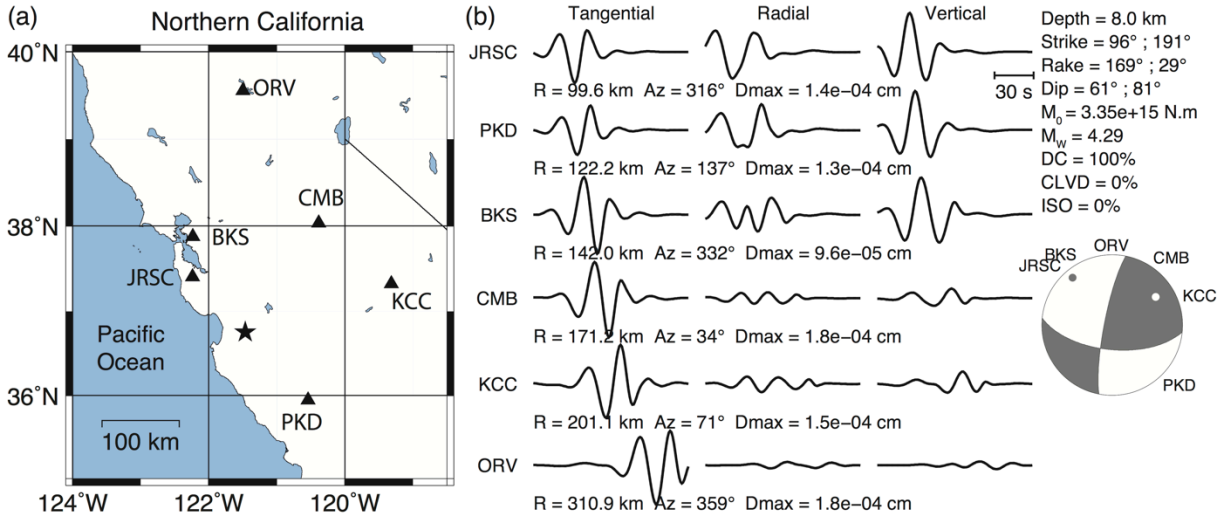 (a)
Northern California
40°N
38°N
36°N
124°W
122°W
120°W
ORV
CMB
BKS
JRSC
KCC
PKD
Pacific
Ocean
100 km
(b)
Tangential
Radial
Vertical
30 s
JRSC
R = 99.6 km Az = 316° Dmax = 1.4e−04 cm
PKD
R = 122.2 km Az = 137° Dmax = 1.3e−04 cm
BKS
R = 142.0 km Az = 332° Dmax = 9.6e−05 cm
CMB
R = 171.2 km Az = 34° Dmax = 1.8e−04 cm
KCC
R = 201.1 km Az = 71° Dmax = 1.5e−04 cm
ORV
R = 310.9 km Az = 359° Dmax = 1.8e−04 cm
Depth = 8.0 km
Strike = 96° ; 191°
Rake = 169° ; 29°
Dip = 61° ; 81°
M₀ = 3.35e+15 N.m
Mw = 4.29
DC = 100%
CLVD = 0%
ISO = 0%
ORV
BKS
CMB
JRSC
KCC
PKD